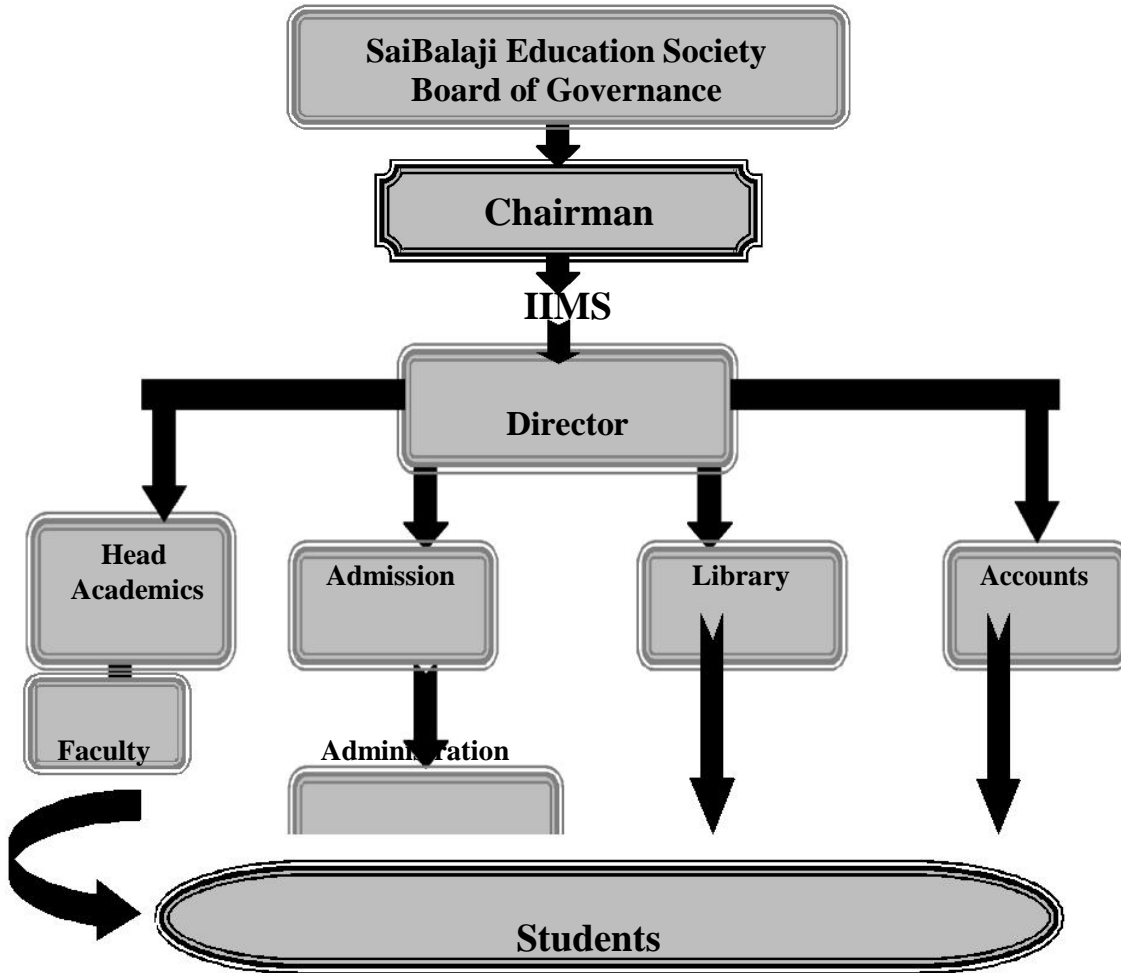 SaiBalaji Education Society
Board of Governance
Chairman
IIMS
Director
Head
Academics
Admission
Library
Accounts
Faculty
Administration
Students